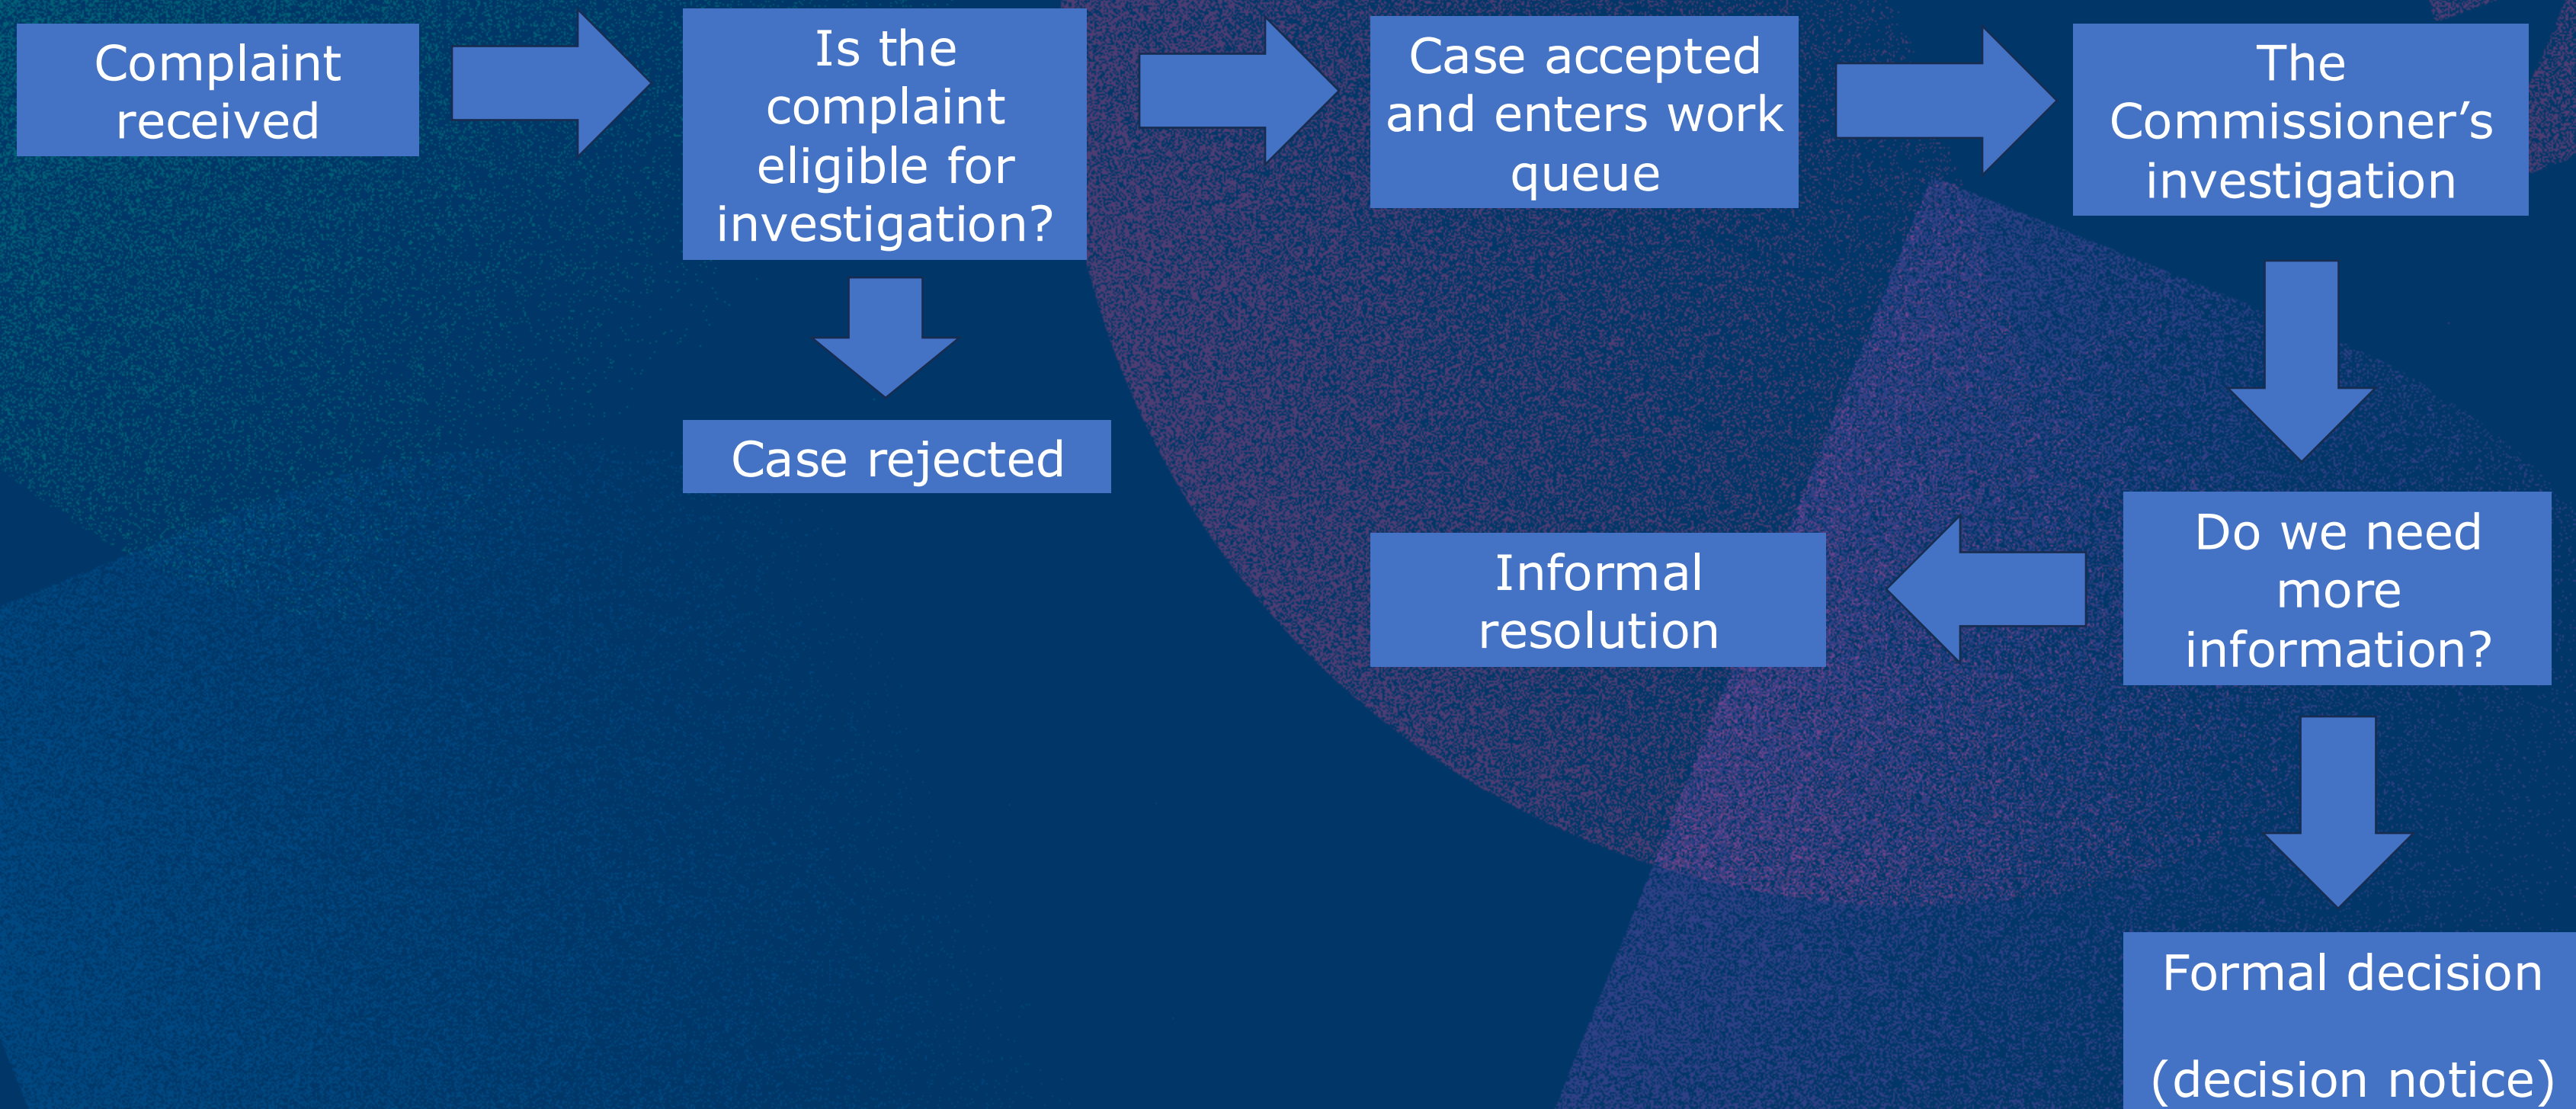 Complaint
received
Is the
complaint
eligible for
investigation?
Case accepted
and enters work
queue
The
Commissioner’s
investigation
Case rejected
Informal
resolution
Do we need
more
information?
Formal decision
(decision notice)